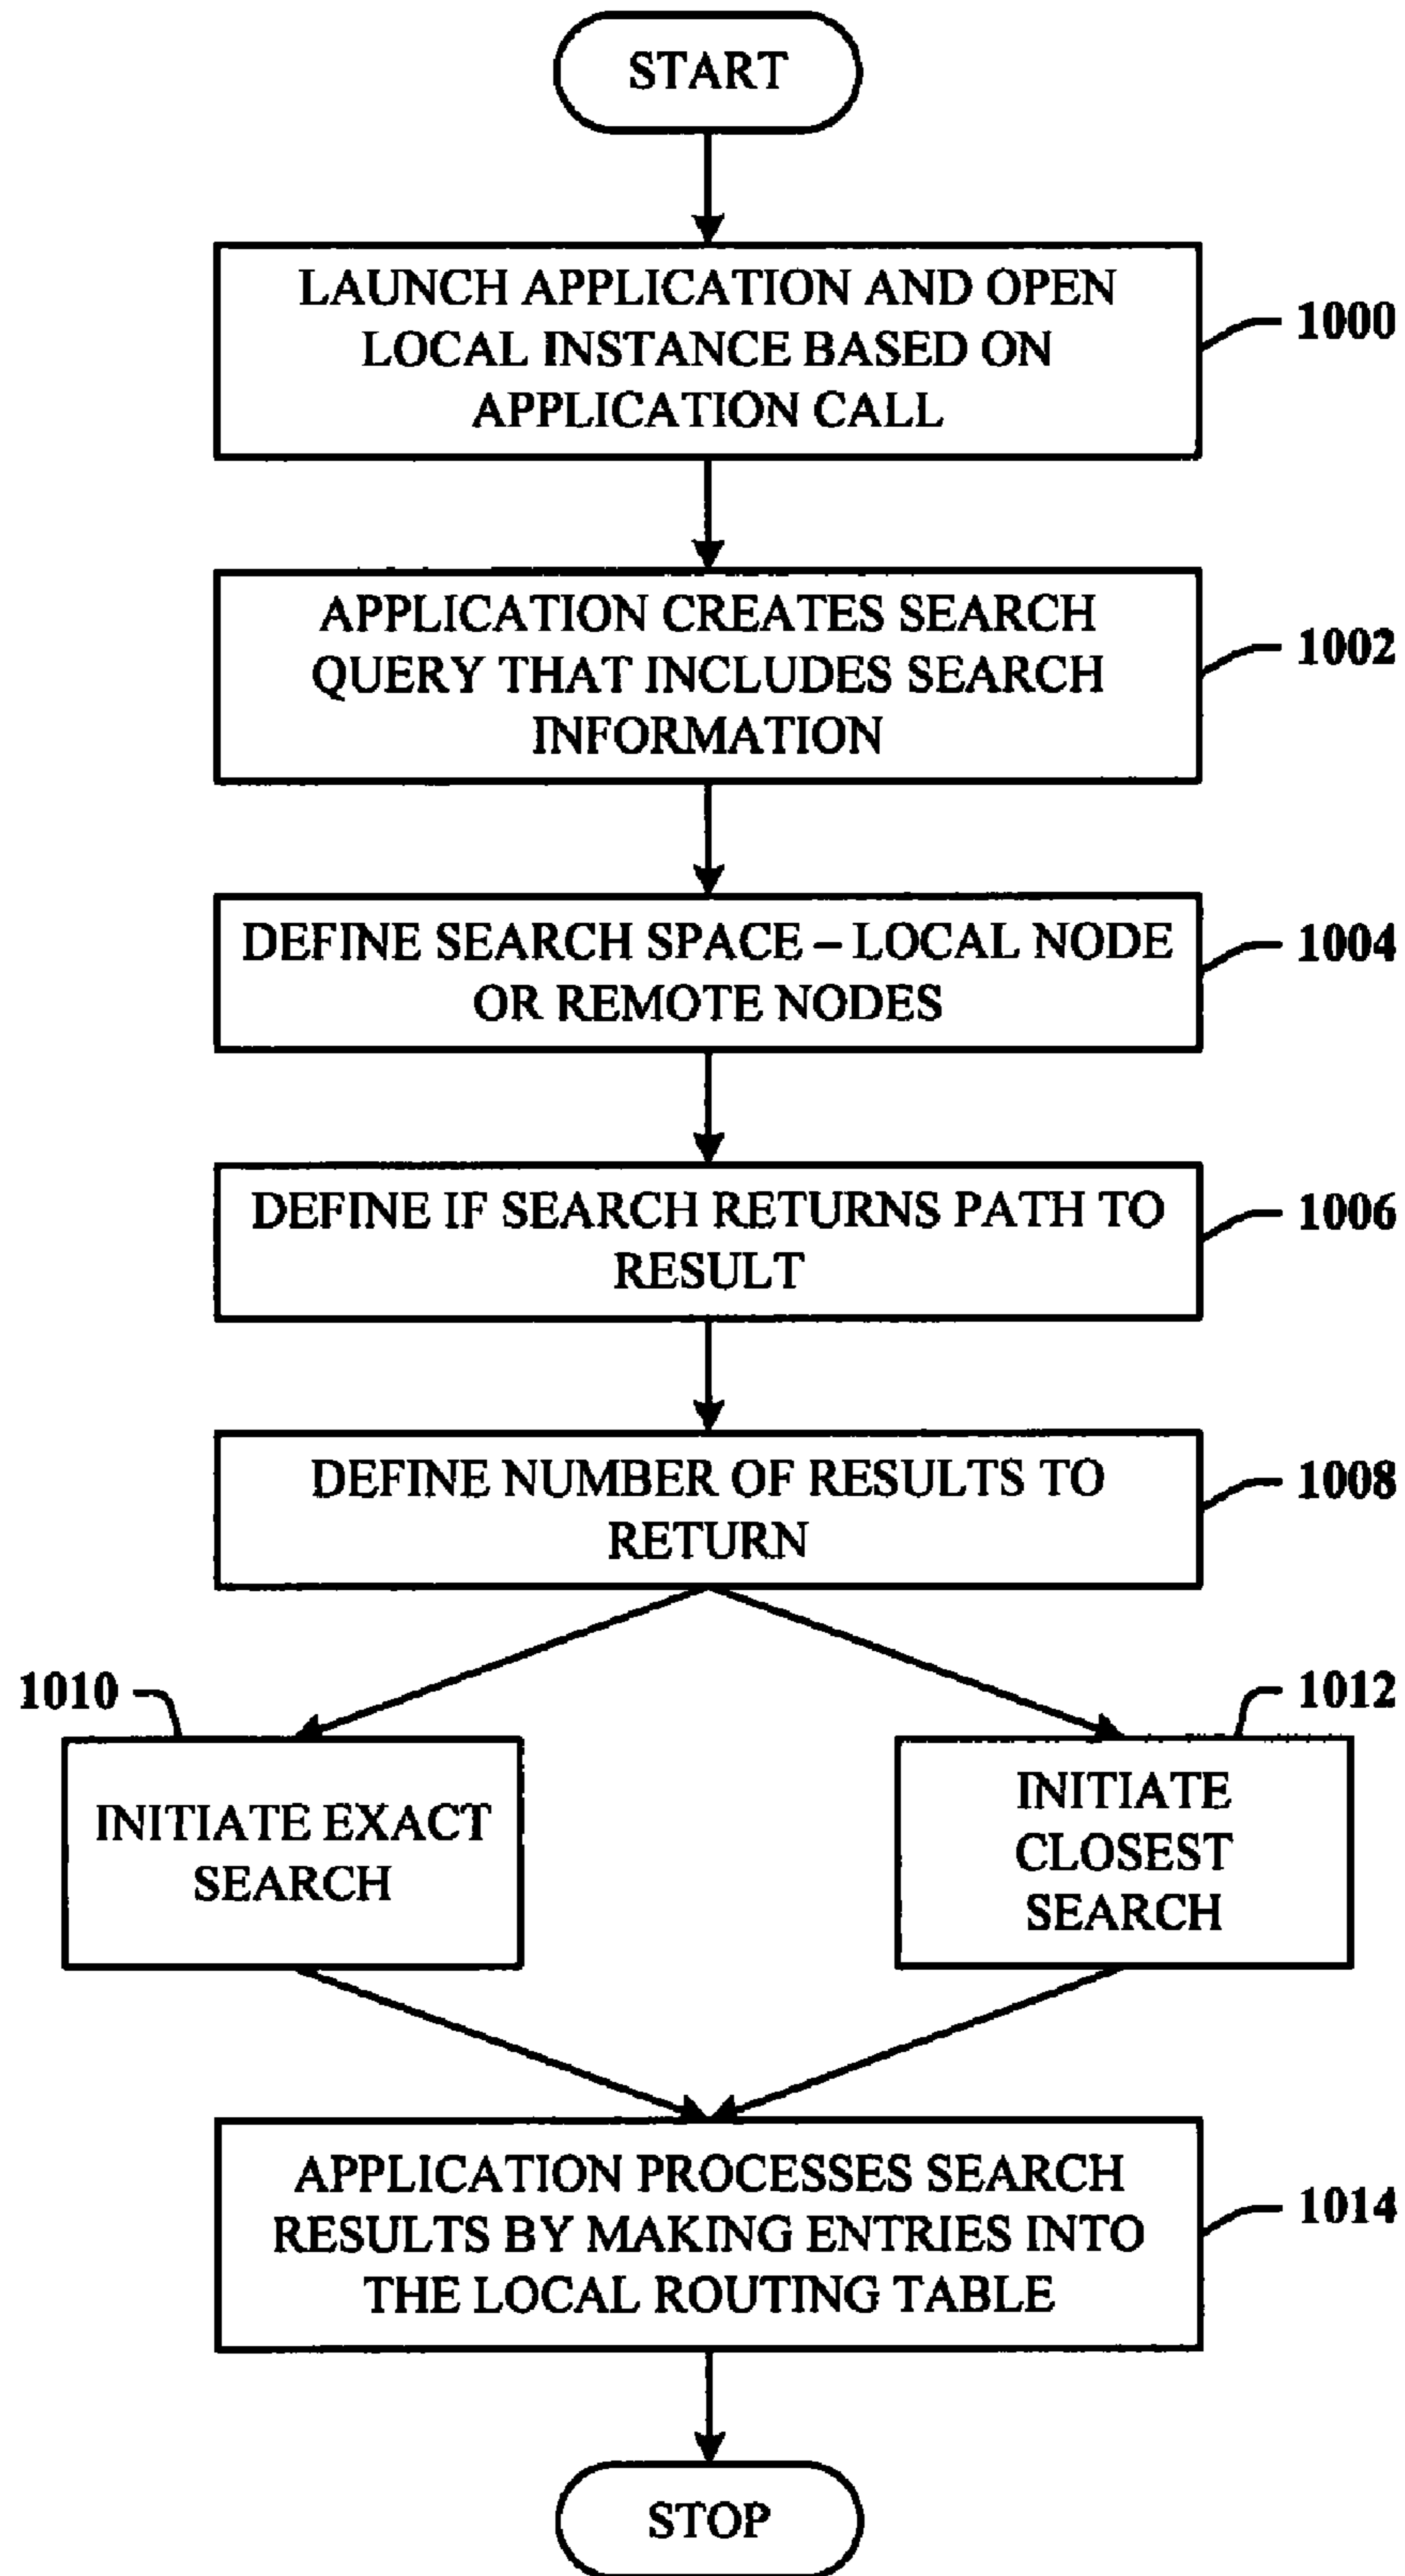 START
LAUNCH APPLICATION AND OPEN
LOCAL INSTANCE BASED ON
APPLICATION CALL
1000
APPLICATION CREATES SEARCH
QUERY THAT INCLUDES SEARCH
INFORMATION
1002
DEFINE SEARCH SPACE – LOCAL NODE
OR REMOTE NODES
1004
DEFINE IF SEARCH RETURNS PATH TO
RESULT
1006
DEFINE NUMBER OF RESULTS TO
RETURN
1008
1010
INITIATE EXACT
SEARCH
1012
INITIATE
CLOSEST
SEARCH
APPLICATION PROCESSES SEARCH
RESULTS BY MAKING ENTRIES INTO
THE LOCAL ROUTING TABLE
1014
STOP